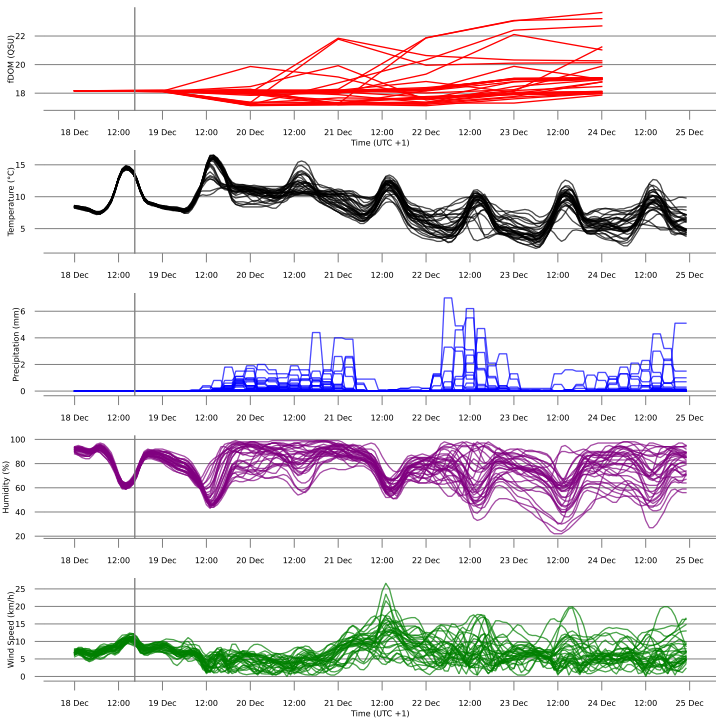 fDOM (QSU)
22
20
18
18 Dec 12:00 19 Dec 12:00 20 Dec 12:00 21 Dec 12:00 22 Dec 12:00 23 Dec 12:00 24 Dec 12:00 25 Dec
Time (UTC +1)
Temperature (°C)
15
10
5
18 Dec 12:00 19 Dec 12:00 20 Dec 12:00 21 Dec 12:00 22 Dec 12:00 23 Dec 12:00 24 Dec 12:00 25 Dec
Precipitation (mm)
6
4
2
0
18 Dec 12:00 19 Dec 12:00 20 Dec 12:00 21 Dec 12:00 22 Dec 12:00 23 Dec 12:00 24 Dec 12:00 25 Dec
Humidity (%)
100
80
60
40
20
18 Dec 12:00 19 Dec 12:00 20 Dec 12:00 21 Dec 12:00 22 Dec 12:00 23 Dec 12:00 24 Dec 12:00 25 Dec
Wind Speed (km/h)
25
20
15
10
5
0
18 Dec 12:00 19 Dec 12:00 20 Dec 12:00 21 Dec 12:00 22 Dec 12:00 23 Dec 12:00 24 Dec 12:00 25 Dec
Time (UTC +1)